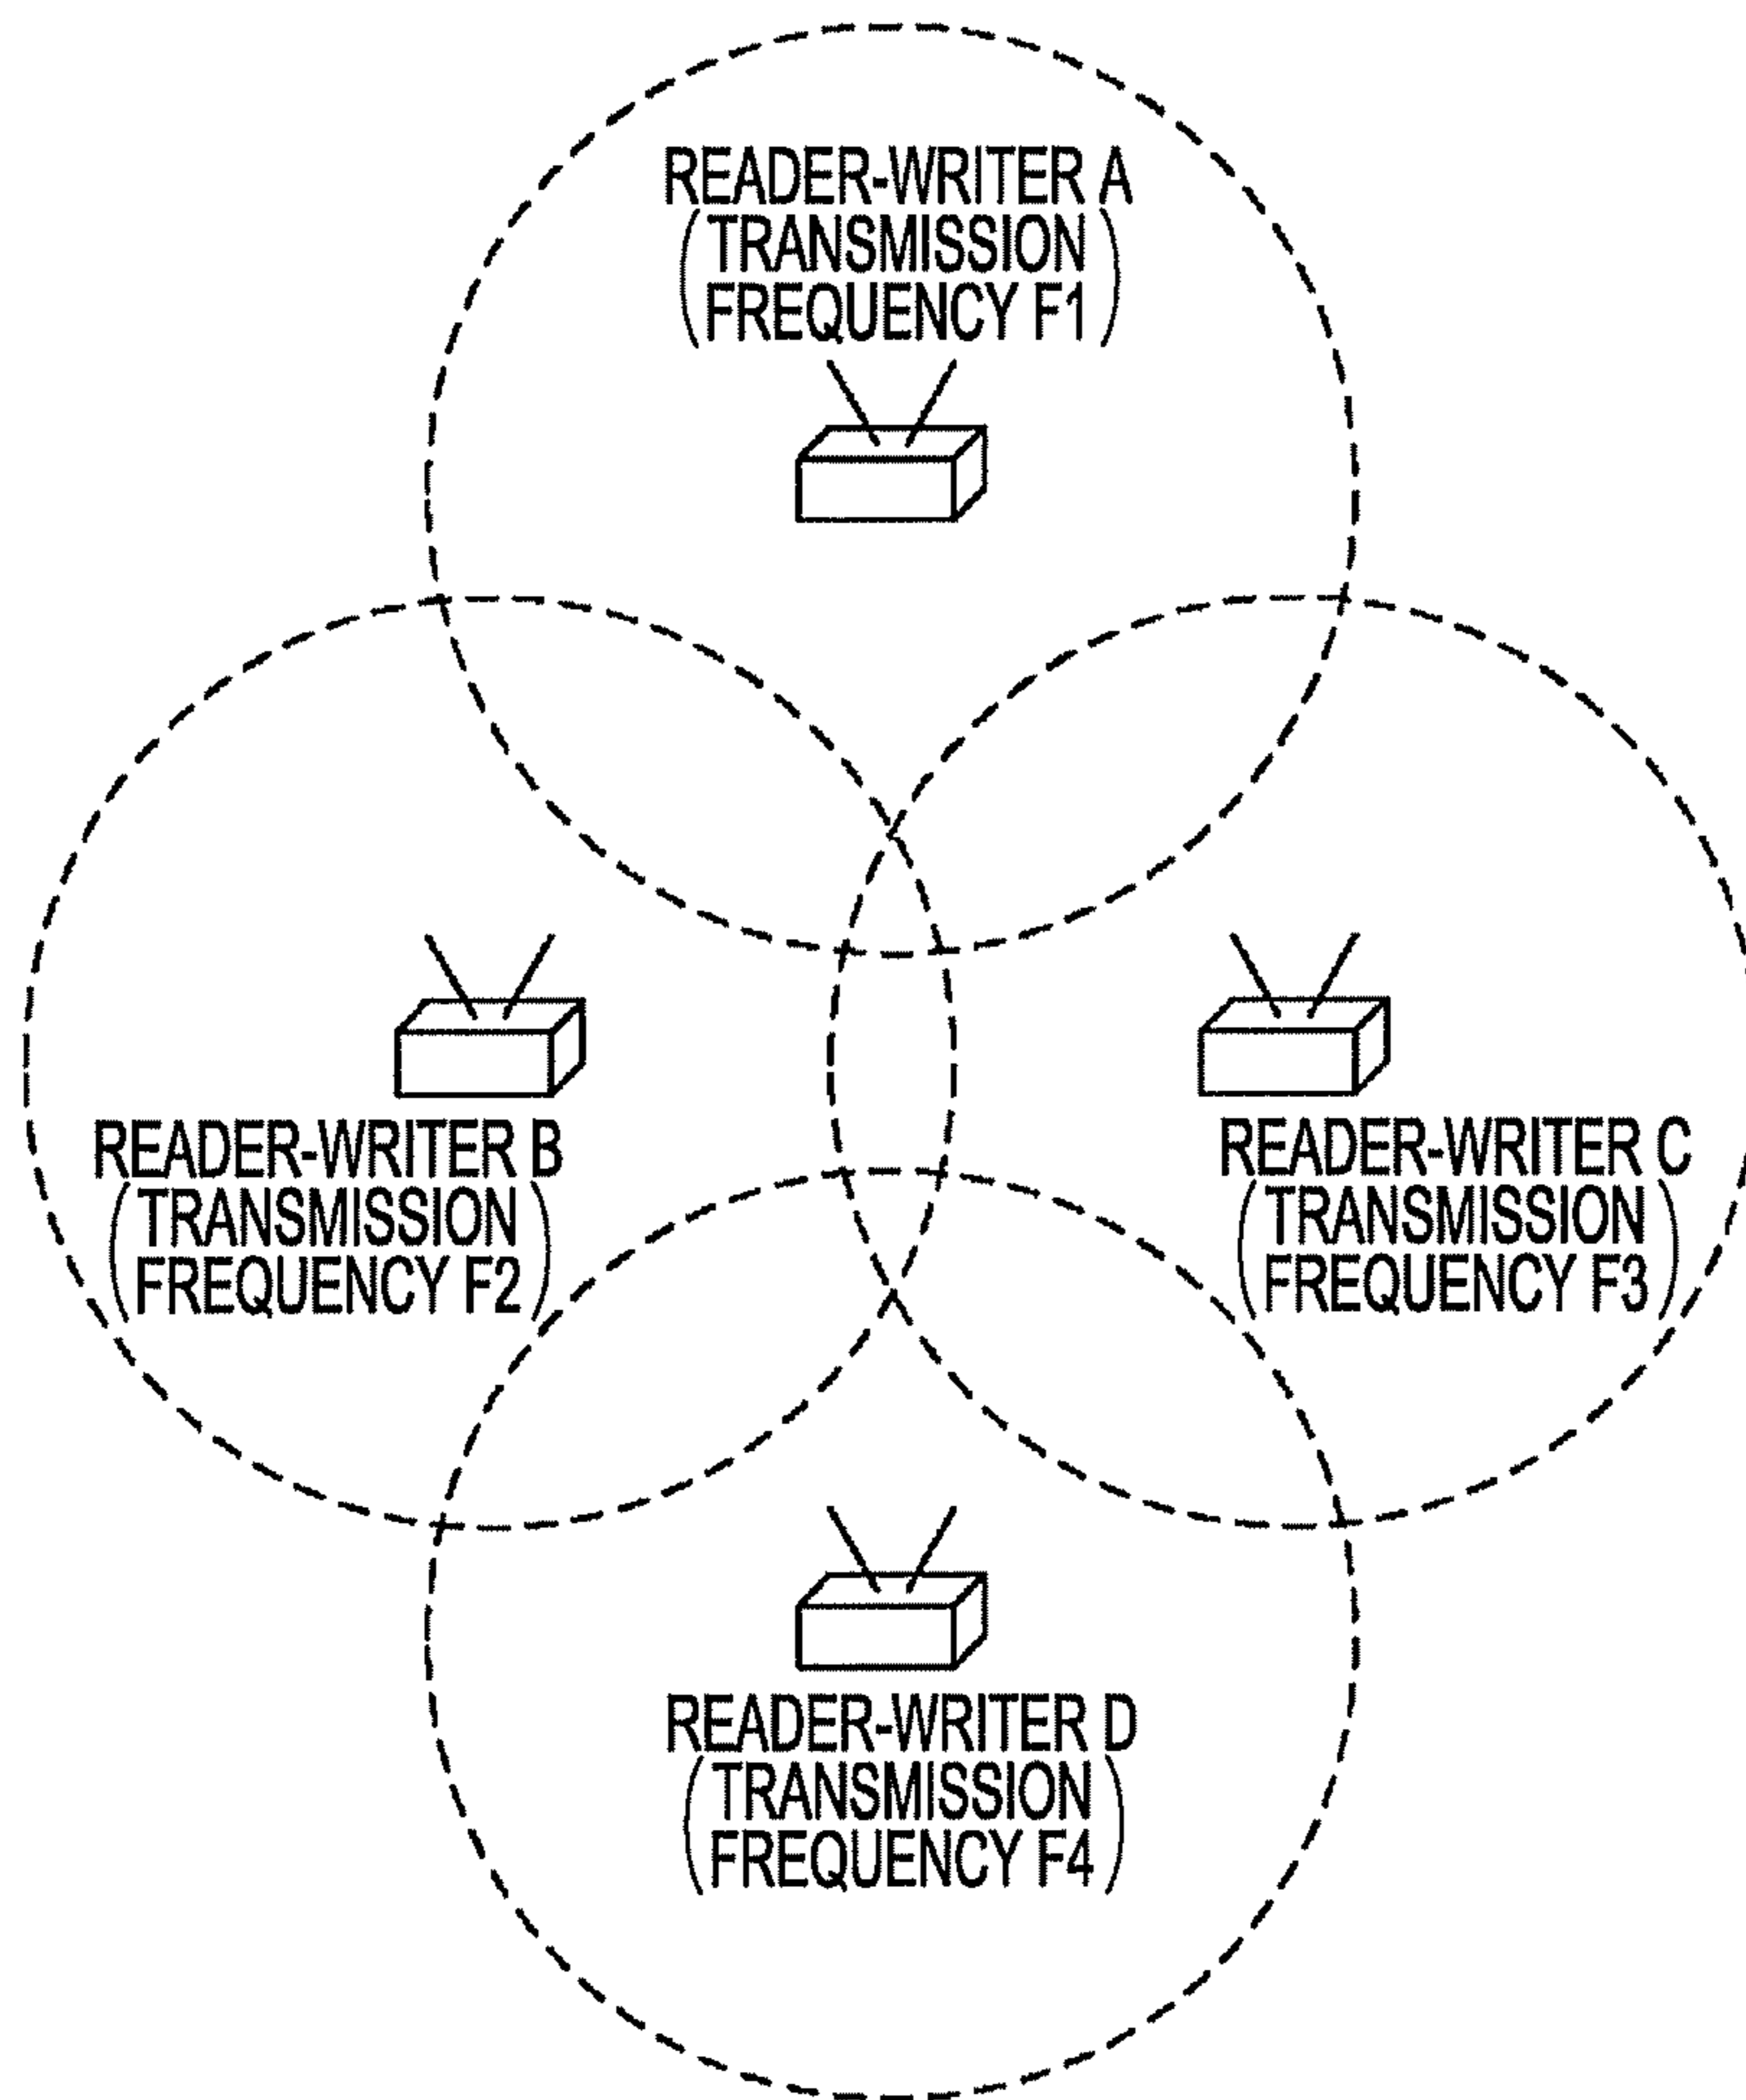 READER-WRITER A
(TRANSMISSION
FREQUENCY F1)
READER-WRITER B
(TRANSMISSION
FREQUENCY F2)
READER-WRITER C
(TRANSMISSION
FREQUENCY F3)
READER-WRITER D
(TRANSMISSION
FREQUENCY F4)